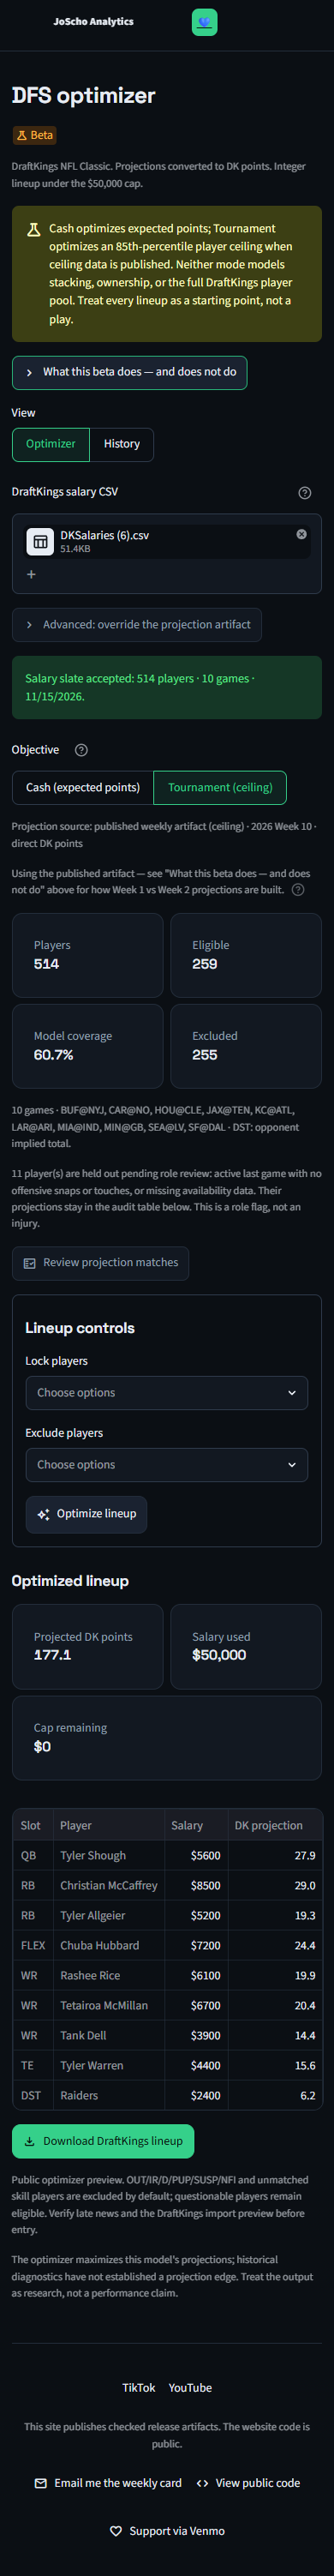 JoScho Analytics
DFS optimizer
Beta
DraftKings NFL Classic. Projections converted to DK points. Integer
lineup under the $50,000 cap.
Cash optimizes expected points; Tournament
optimizes an 85th-percentile player ceiling when
ceiling data is published. Neither mode models
stacking, ownership, or the full DraftKings player
pool. Treat every lineup as a starting point, not a
play.
What this beta does — and does not do
View
Optimizer
History
DraftKings salary CSV
DKSalaries (6).csv
51.4KB
Advanced: override the projection artifact
Salary slate accepted: 514 players · 10 games ·
11/15/2026.
Objective
Cash (expected points)
Tournament (ceiling)
Projection source: published weekly artifact (ceiling) · 2026 Week 10 ·
direct DK points
Using the published artifact — see "What this beta does — and does
not do" above for how Week 1 vs Week 2 projections are built.
Players
514
Eligible
259
Model coverage
60.7%
Excluded
255
10 games · BUF@NYJ, CAR@NO, HOU@CLE, JAX@TEN, KC@ATL,
LAR@ARI, MIA@IND, MIN@GB, SEA@LV, SF@DAL · DST: opponent
implied total.
11 player(s) are held out pending role review: active last game with no
offensive snaps or touches, or missing availability data. Their
projections stay in the audit table below. This is a role flag, not an
injury.
Review projection matches
Lineup controls
Lock players
Choose options
Exclude players
Choose options
Optimize lineup
Optimized lineup
Projected DK points
177.1
Salary used
$50,000
Cap remaining
$0
Slot Player Salary DK projection
QB Tyler Shough $5600 27.9
RB Christian McCaffrey $8500 29.0
RB Tyler Allgeier $5200 19.3
FLEX Chuba Hubbard $7200 24.4
WR Rashee Rice $6100 19.9
WR Tetairoa McMillan $6700 20.4
WR Tank Dell $3900 14.4
TE Tyler Warren $4400 15.6
DST Raiders $2400 6.2
Download DraftKings lineup
Public optimizer preview. OUT/IR/D/PUP/SUSP/NFI and unmatched
skill players are excluded by default; questionable players remain
eligible. Verify late news and the DraftKings import preview before
entry.
The optimizer maximizes this model's projections; historical
diagnostics have not established a projection edge. Treat the output
as research, not a performance claim.
TikTok YouTube
This site publishes checked release artifacts. The website code is
public.
Email me the weekly card View public code
Support via Venmo